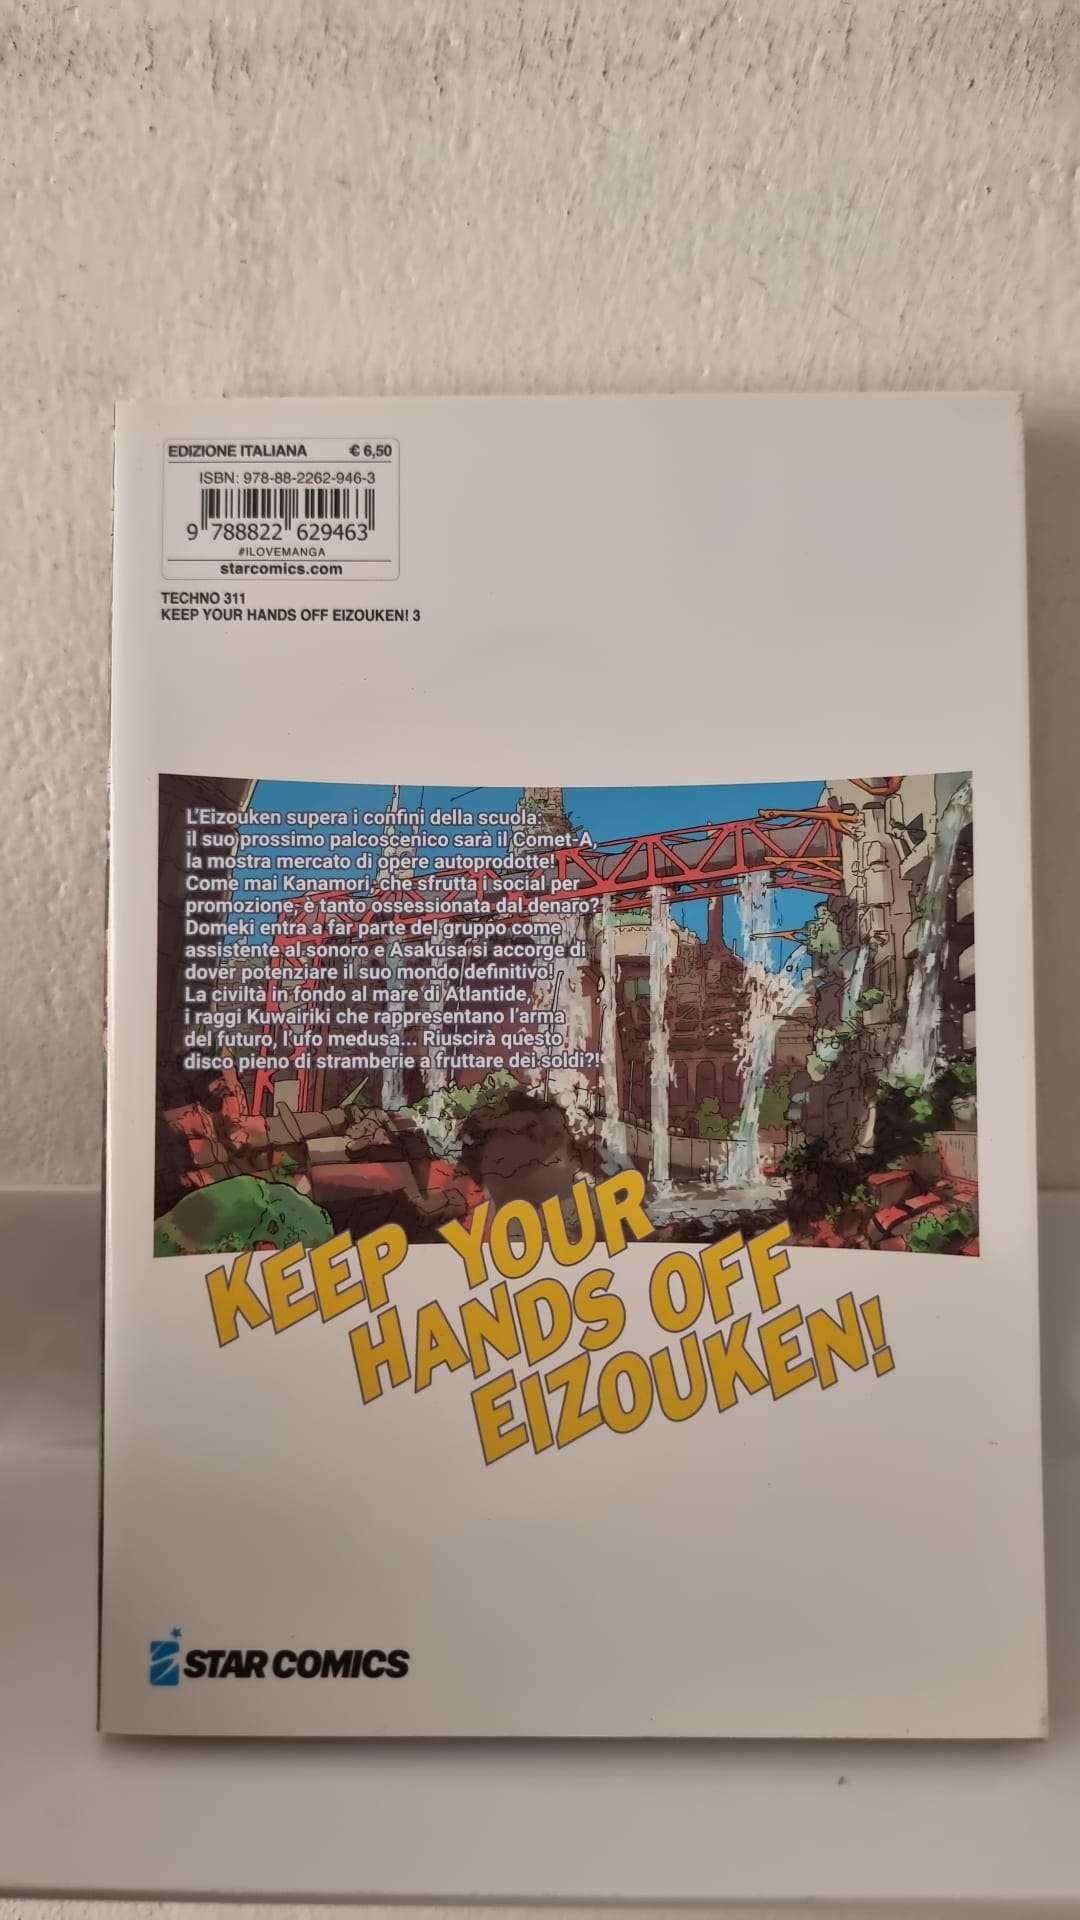 EDIZIONE ITALIANA € 6,50
ISBN: 978-88-2262-946-3
9 788822 629463
#ILOVEMANGA
starcomics.com
TECHNO 311
KEEP YOUR HANDS OFF EIZOUKEN! 3
L'Eizouken supera i confini della scuola:
il suo prossimo palcoscenico sarà il Comet-A,
la mostra mercato di opere autoprodotte!
Come mai Kanamori, che sfrutta i social per
promozione, è tanto ossessionata dal denaro?
Domeki entra a far parte del gruppo come
assistente al sonoro e Asakusa si accorge di
dover potenziare il suo mondo definitivo!
La civiltà in fondo al mare di Atlantide,
i raggi Kuwairiki che rappresentano l'arma
del futuro, l'ufo medusa... Riuscirà questo
disco pieno di stramberie a fruttare dei soldi?!
KEEP YOUR
HANDS OFF
EIZOUKEN!
STAR COMICS